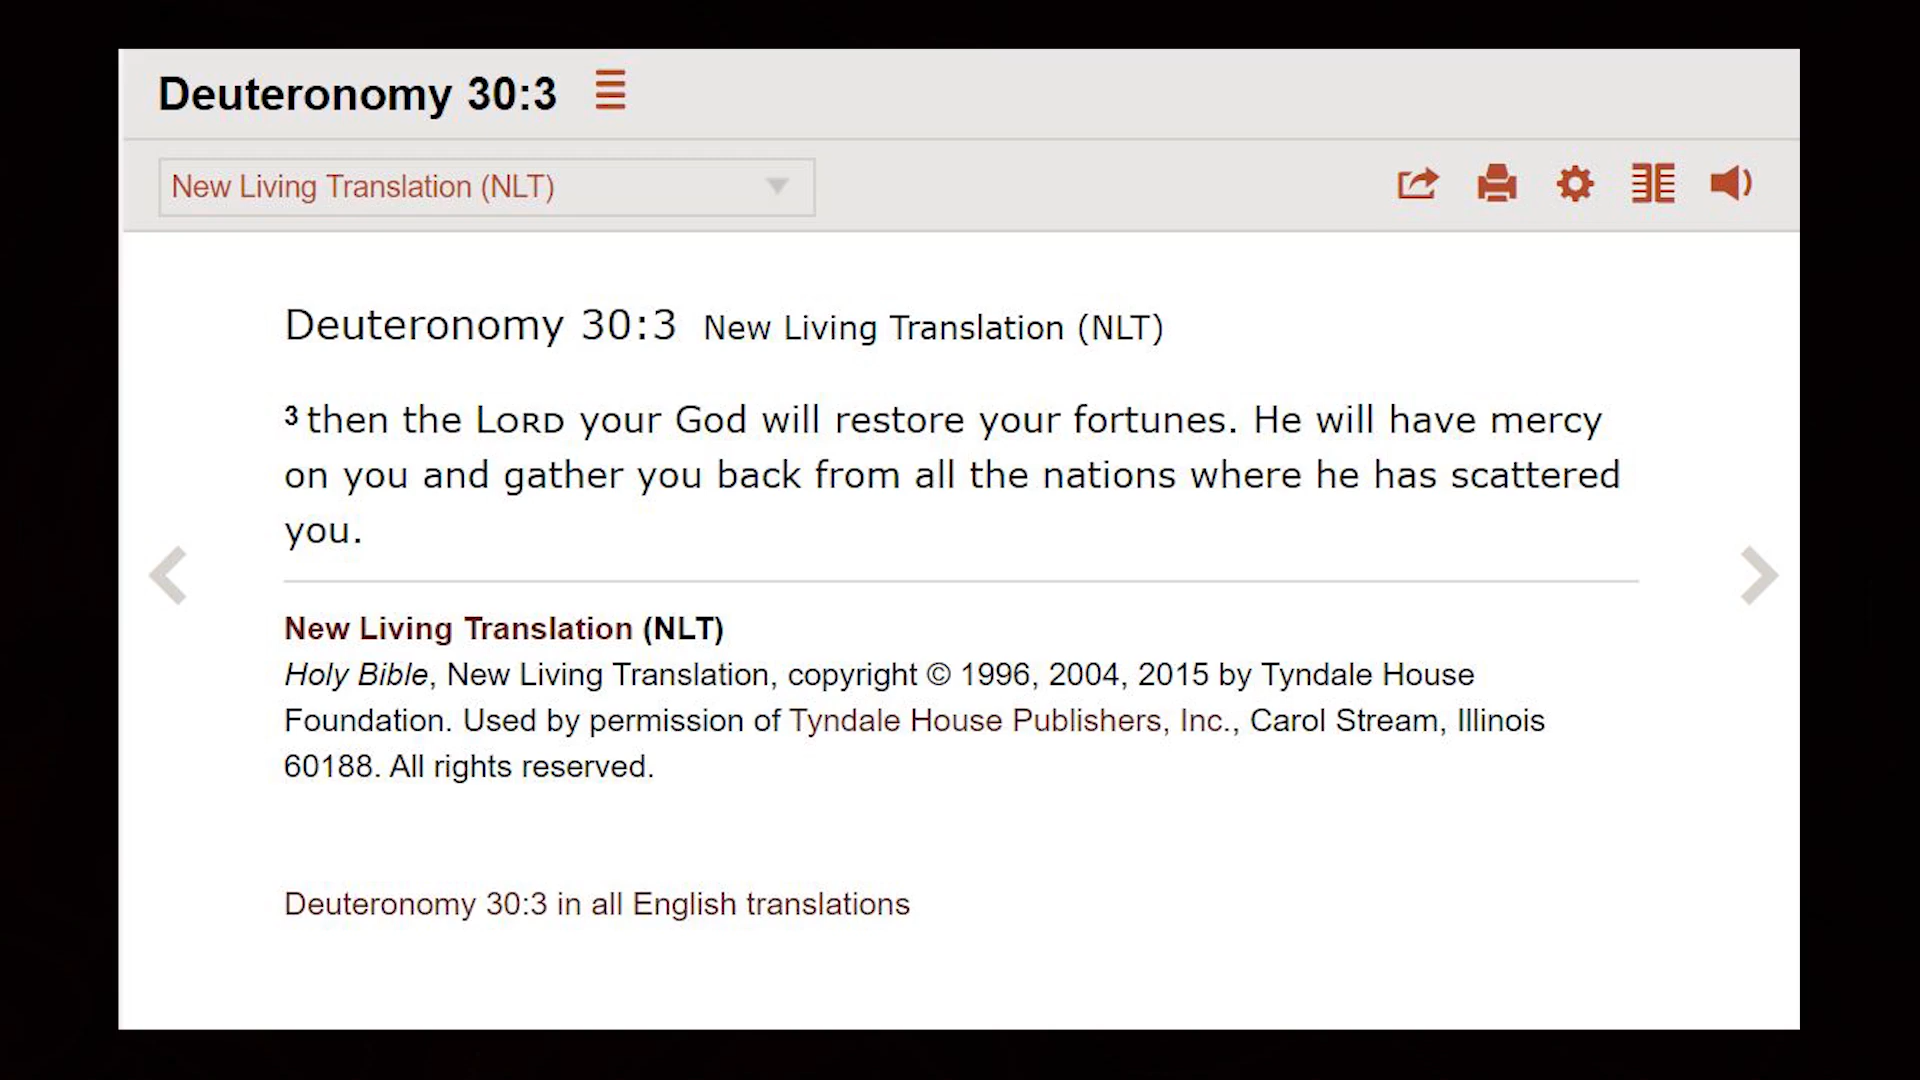 Deuteronomy 30:3
New Living Translation (NLT)
Deuteronomy 30:3 New Living Translation (NLT)
3 then the LORD your God will restore your fortunes. He will have mercy
on you and gather you back from all the nations where he has scattered
you.
New Living Translation (NLT)
Holy Bible, New Living Translation, copyright © 1996, 2004, 2015 by Tyndale House
Foundation. Used by permission of Tyndale House Publishers, Inc., Carol Stream, Illinois
60188. All rights reserved.
Deuteronomy 30:3 in all English translations